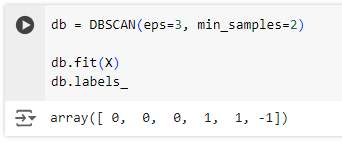 db = DBSCAN(eps=3, min_samples=2)
db.fit(X)
db.labels_
array([ 0,  0,  0,  1,  1, -1])